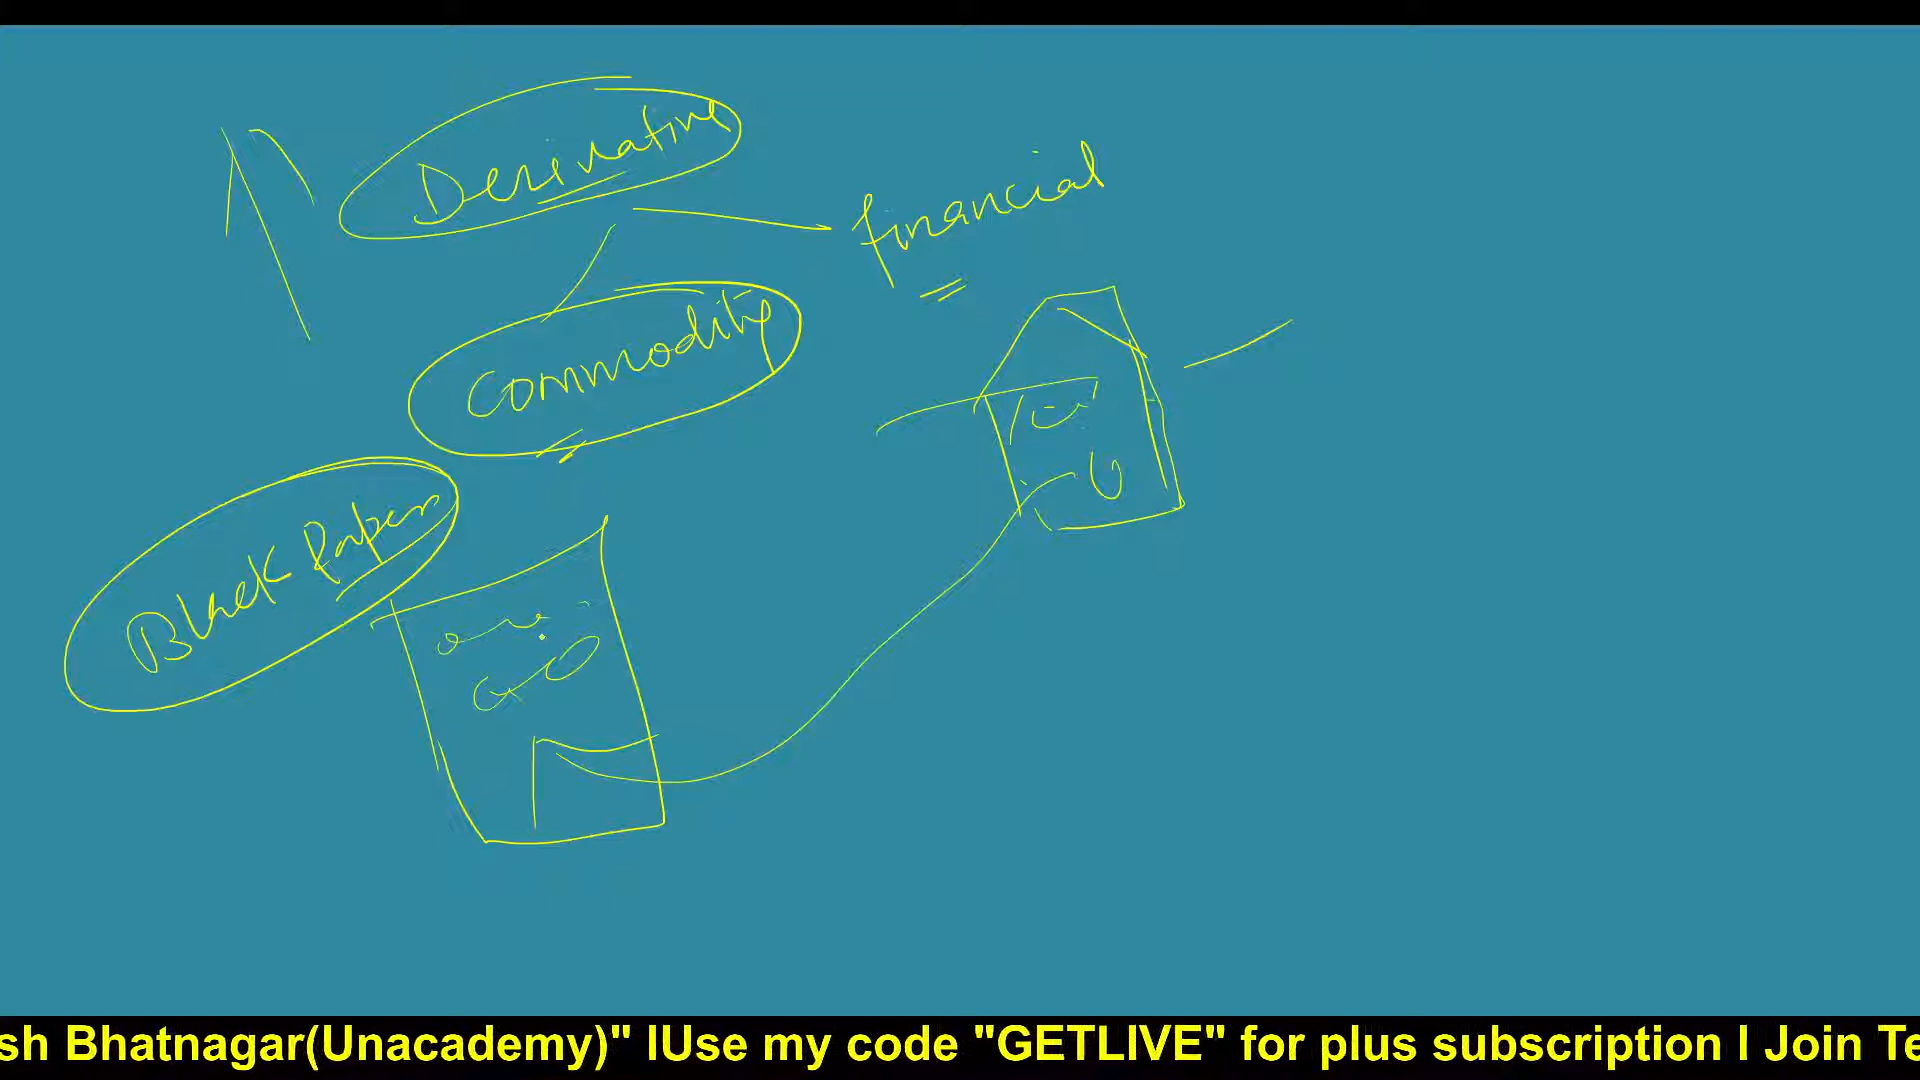 Derivative
financial
Commodity
Black Paper
sh Bhatnagar(Unacademy)" IUse my code "GETLIVE" for plus subscription I Join Te